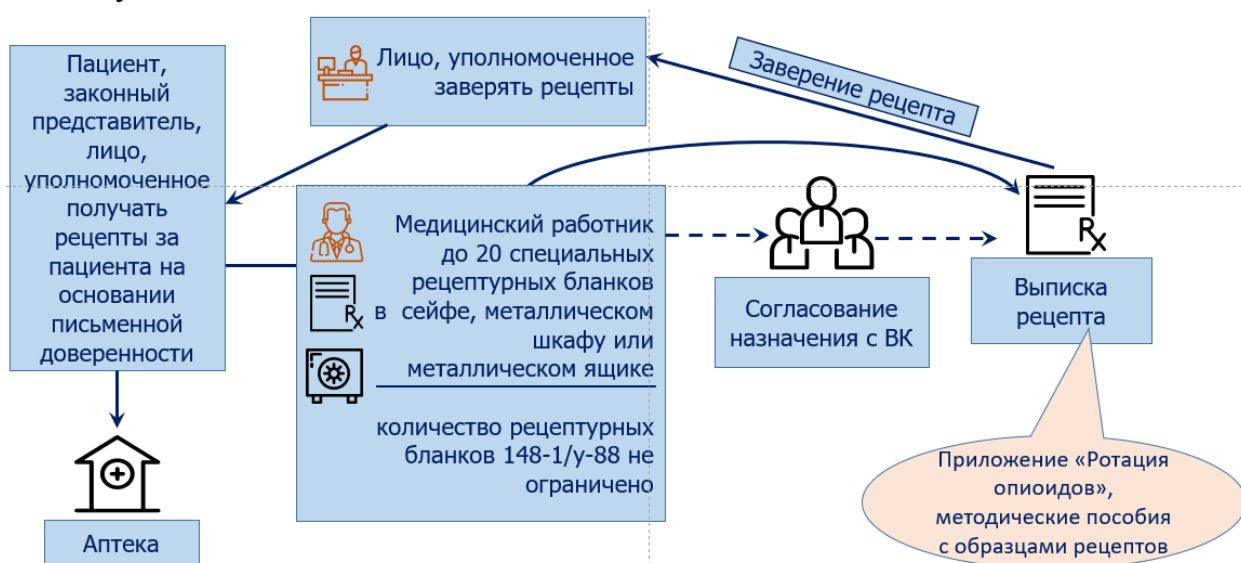 Пациент,
законный
представитель,
лицо,
уполномоченное
получать
рецепты за
пациента на
основании
письменной
доверенности
Лицо, уполномоченное
заверять рецепты
Заверение рецепта
Медицинский работник
до 20 специальных
рецептурных бланков
в сейфе, металлическом
шкафу или
металлическом ящике
количество рецептурных
бланков 148-1/у-88 не
ограничено
Согласование
назначения с ВК
Rx
Rx
Выписка
рецепта
Приложение «Ротация
опиоидов»,
методические пособия
с образцами рецептов
Аптека